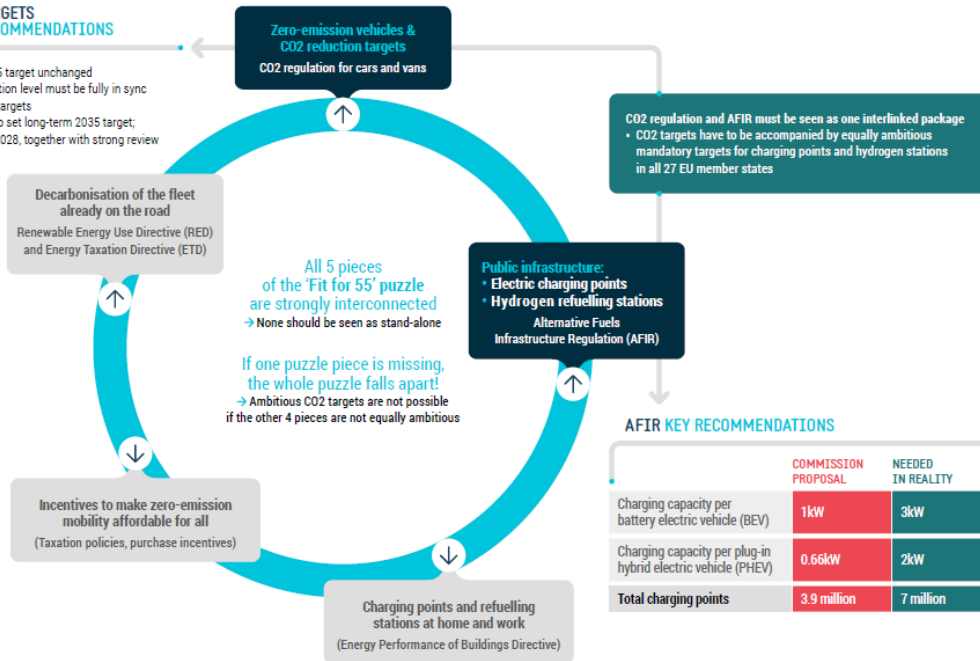 GETS
OMMENDATIONS
target unchanged
tion level must be fully in sync
argets
o set long-term 2035 target;
028, together with strong review
Zero-emission vehicles &
CO2 reduction targets
CO2 regulation for cars and vans
CO2 regulation and AFIR must be seen as one interlinked package
• CO2 targets have to be accompanied by equally ambitious
mandatory targets for charging points and hydrogen stations
in all 27 EU member states
Decarbonisation of the fleet
already on the road
Renewable Energy Use Directive (RED)
and Energy Taxation Directive (ETD)
All 5 pieces
of the ‘Fit for 55’ puzzle
are strongly interconnected
→ None should be seen as stand-alone
If one puzzle piece is missing,
the whole puzzle falls apart!
→ Ambitious CO2 targets are not possible
if the other 4 pieces are not equally ambitious
Public infrastructure:
• Electric charging points
• Hydrogen refuelling stations
Alternative Fuels
Infrastructure Regulation (AFIR)
Incentives to make zero-emission
mobility affordable for all
(Taxation policies, purchase incentives)
Charging points and refuelling
stations at home and work
(Energy Performance of Buildings Directive)
AFIR KEY RECOMMENDATIONS
COMMISSION
PROPOSAL
NEEDED
IN REALITY
Charging capacity per
battery electric vehicle (BEV)
1kW
3kW
Charging capacity per plug-in
hybrid electric vehicle (PHEV)
0.66kW
2kW
Total charging points
3.9 million
7 million